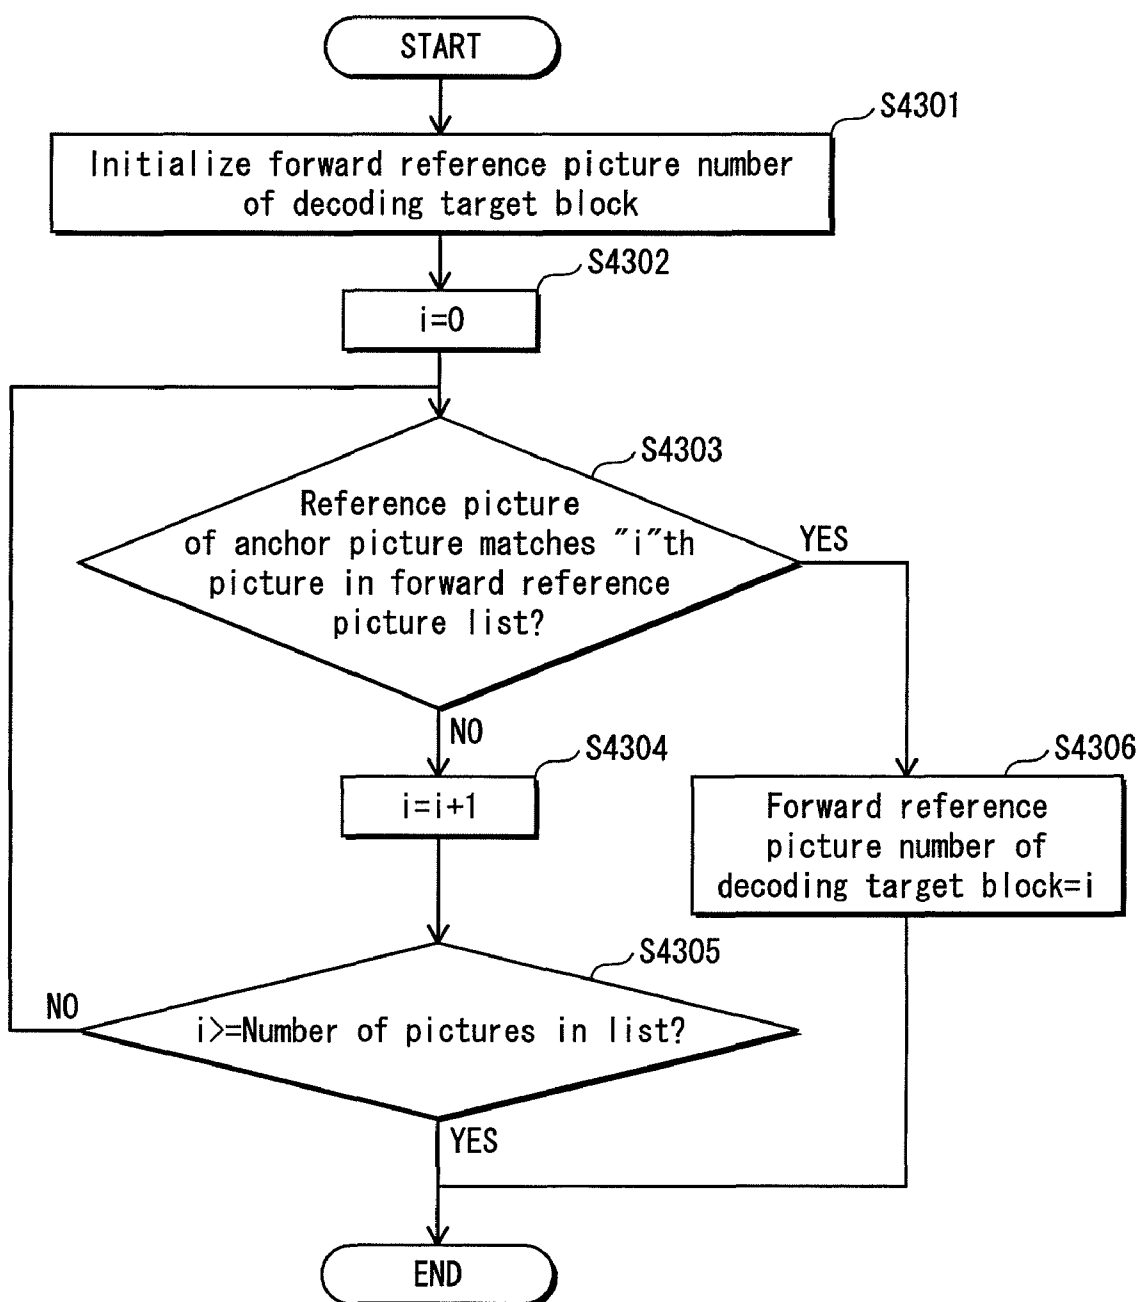 START
S4301
Initialize forward reference picture number
of decoding target block
S4302
i=0
S4303
Reference picture
of anchor picture matches "i"th
picture in forward reference
picture list?
YES
NO
S4304
i=i+1
S4306
Forward reference
picture number of
decoding target block=i
S4305
NO
i>=Number of pictures in list?
YES
END